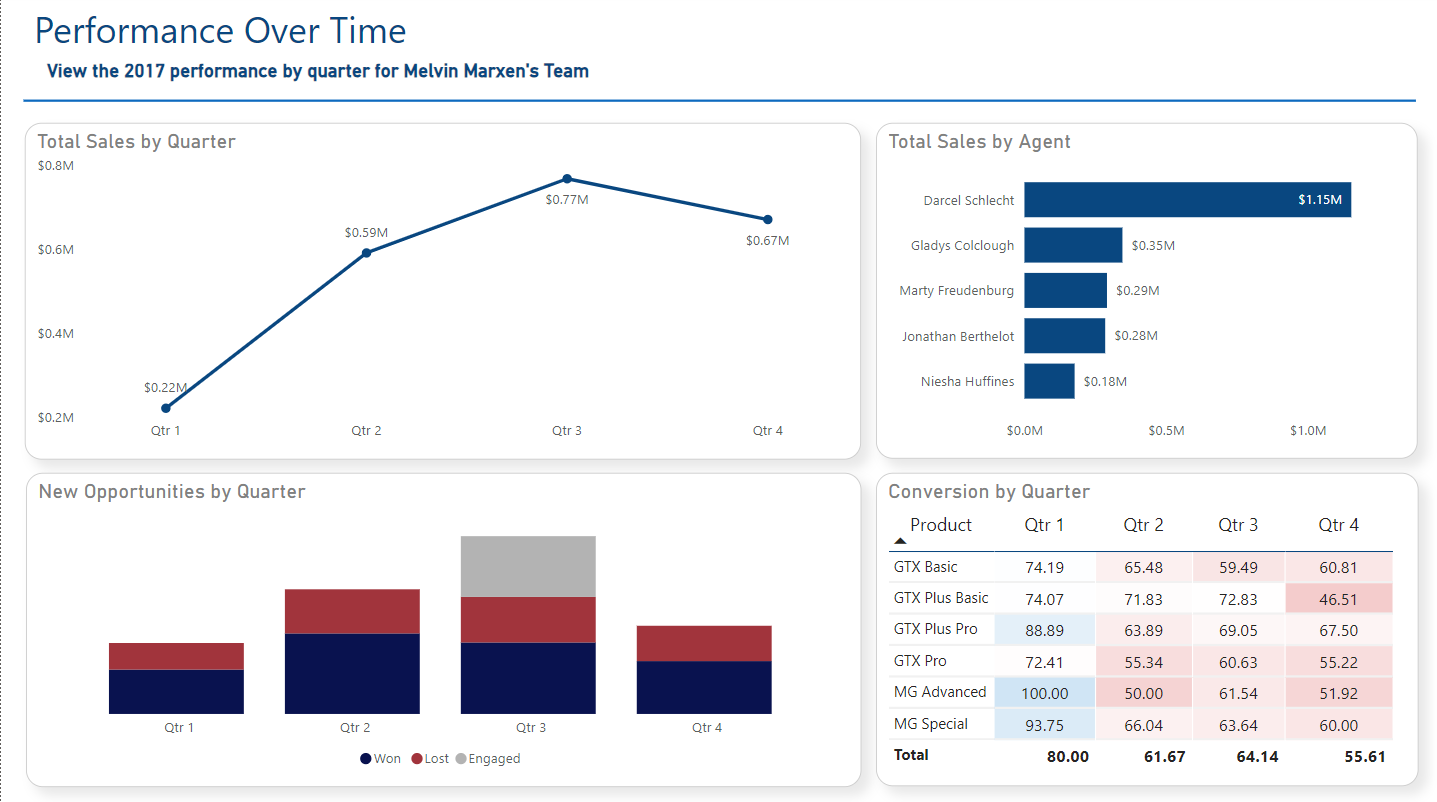 Performance Over Time
View the 2017 performance by quarter for Melvin Marxen's Team
Total Sales by Quarter
$0.8M
$0.6M
$0.4M
$0.2M
$0.22M
$0.59M
$0.77M
$0.67M
Qtr 1 Qtr 2 Qtr 3 Qtr 4
Total Sales by Agent
Darcel Schlecht $1.15M
Gladys Colclough $0.35M
Marty Freudenburg $0.29M
Jonathan Berthelot $0.28M
Niesha Huffines $0.18M
$0.0M $0.5M $1.0M
New Opportunities by Quarter
Qtr 1 Qtr 2 Qtr 3 Qtr 4
Won Lost Engaged
Conversion by Quarter
Product Qtr 1 Qtr 2 Qtr 3 Qtr 4
GTX Basic 74.19 65.48 59.49 60.81
GTX Plus Basic 74.07 71.83 72.83 46.51
GTX Plus Pro 88.89 63.89 69.05 67.50
GTX Pro 72.41 55.34 60.63 55.22
MG Advanced 100.00 50.00 61.54 51.92
MG Special 93.75 66.04 63.64 60.00
Total 80.00 61.67 64.14 55.61